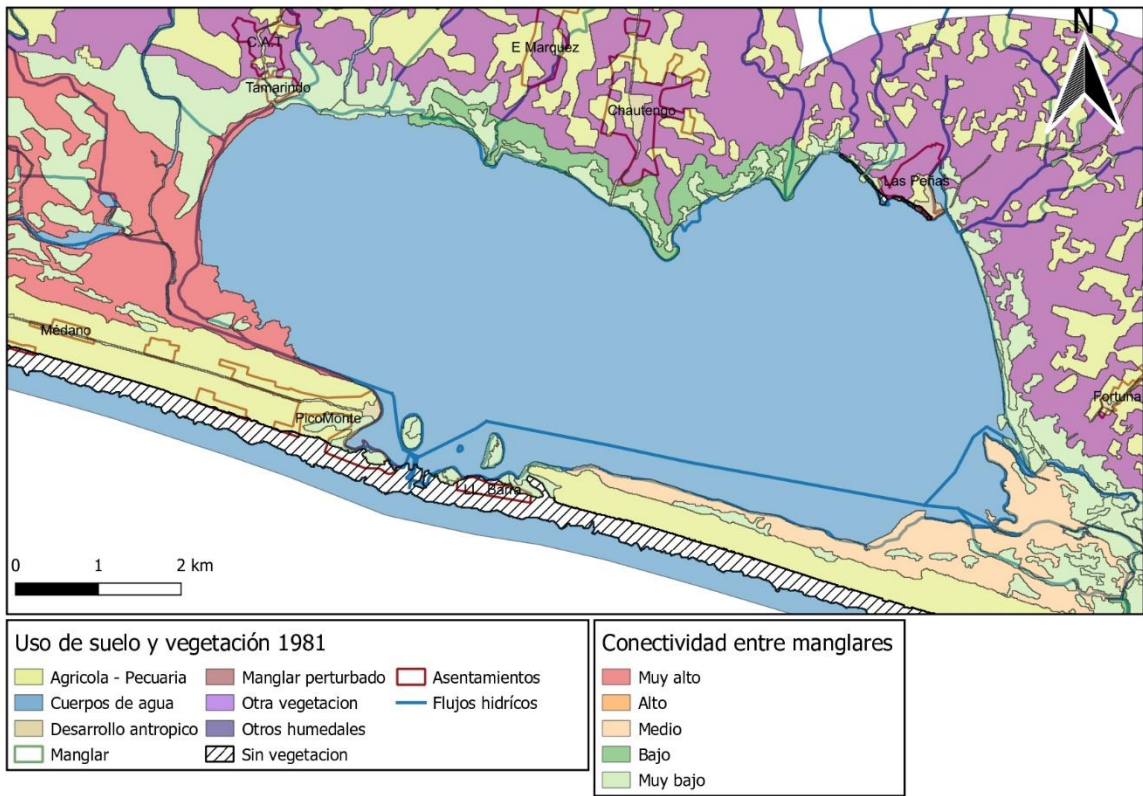 N
C.A.T
E Marquez
Tamarindo
Chautengo
Las Peñas
Médano
Fortuna
PicoMonte
LL_ Barra
0 1 2 km
Uso de suelo y vegetación 1981
Agricola - Pecuaria
Cuerpos de agua
Desarrollo antropico
Manglar
Manglar perturbado
Otra vegetacion
Otros humedales
Sin vegetacion
Asentamientos
Flujos hidrícos
Conectividad entre manglares
Muy alto
Alto
Medio
Bajo
Muy bajo